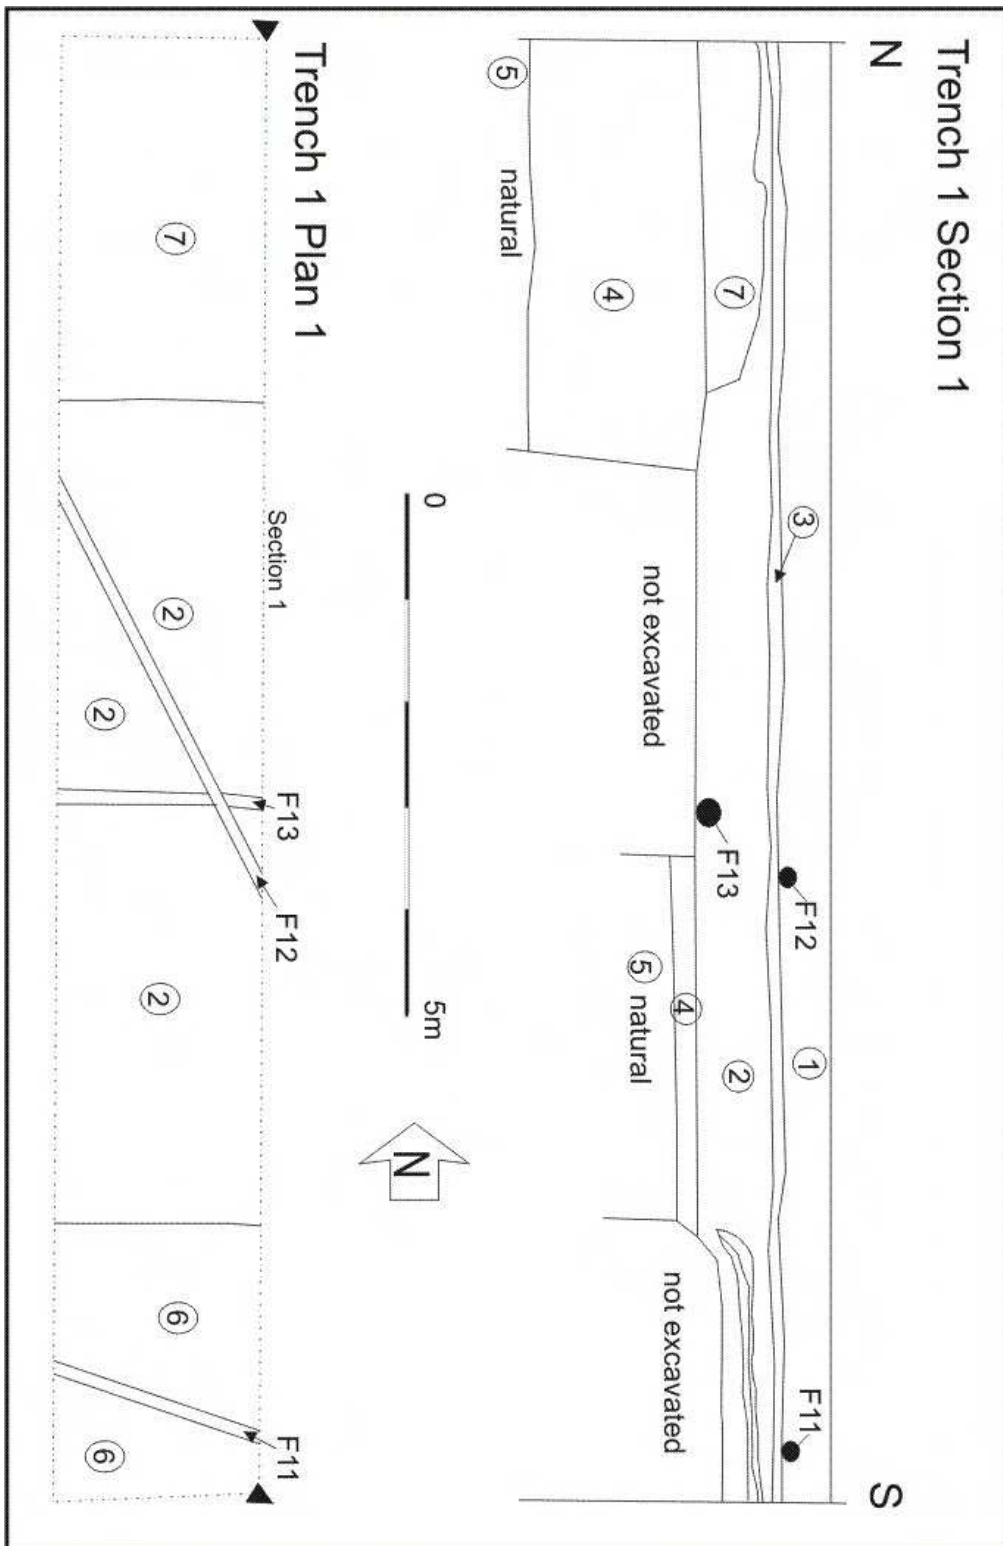 Trench 1 Section 1
N
S
1
3
F12
F11
7
2
F13
4
4
5 natural
not excavated
5 natural
not excavated
0
5m
N
Trench 1 Plan 1
Section 1
F13
F12
F11
7
2
2
2
6
6